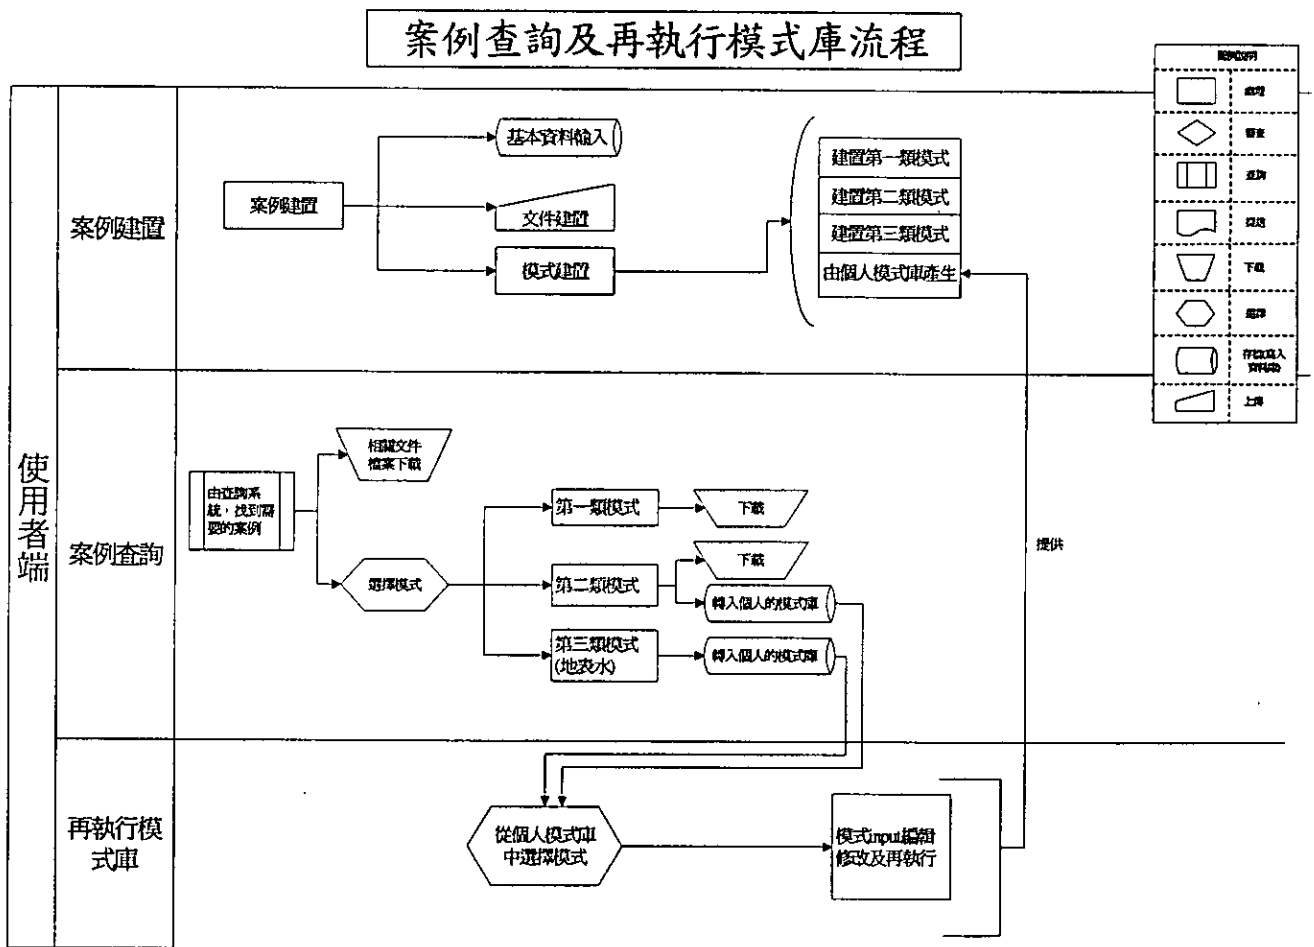 案例查詢及再執行模式庫流程
審查
查詢
下載
選擇
上傳
使用者端
案例建置
案例建置
基本資料輸入
文件建置
模式建置
建置第一類模式
建置第二類模式
建置第三類模式
由個人模式庫產生
案例查詢
由查詢系
統，找到需
要的案例
相關文件
檔案下載
選擇模式
第一類模式
下載
第二類模式
下載
轉入個人的模式庫
第三類模式
(地表水)
轉入個人的模式庫
提供
再執行模
式庫
從個人模式庫
中選擇模式
模式input編輯
修改及再執行